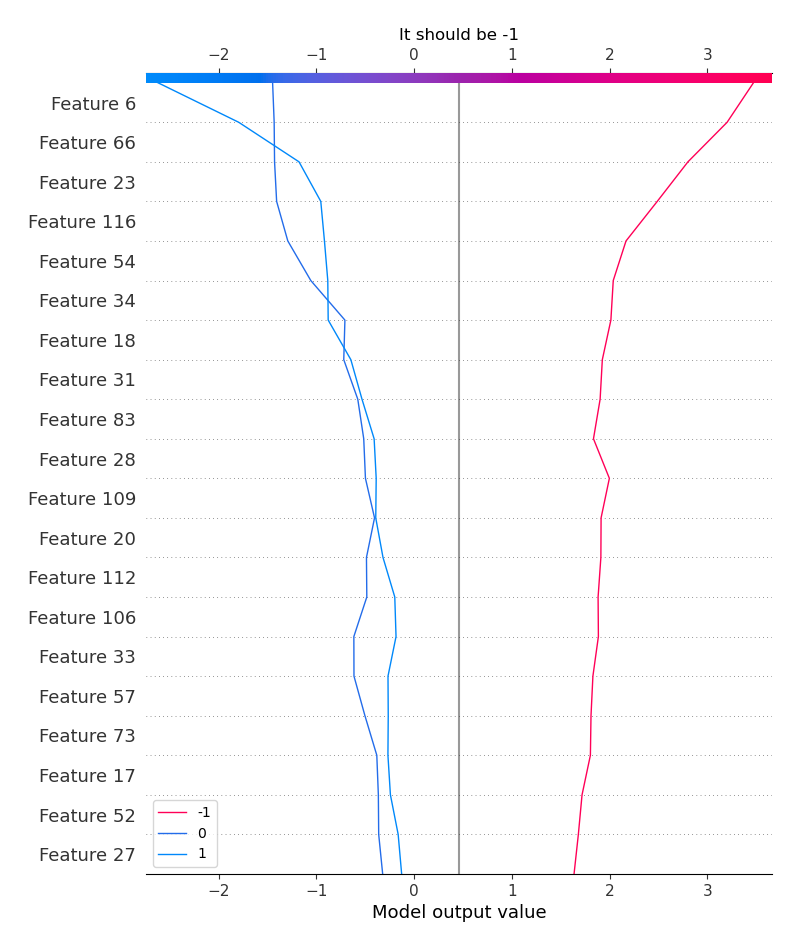 It should be -1
−2 −1 0 1 2 3
Feature 6
Feature 66
Feature 23
Feature 116
Feature 54
Feature 34
Feature 18
Feature 31
Feature 83
Feature 28
Feature 109
Feature 20
Feature 112
Feature 106
Feature 33
Feature 57
Feature 73
Feature 17
Feature 52
Feature 27
-1
0
1
−2 −1 0 1 2 3
Model output value